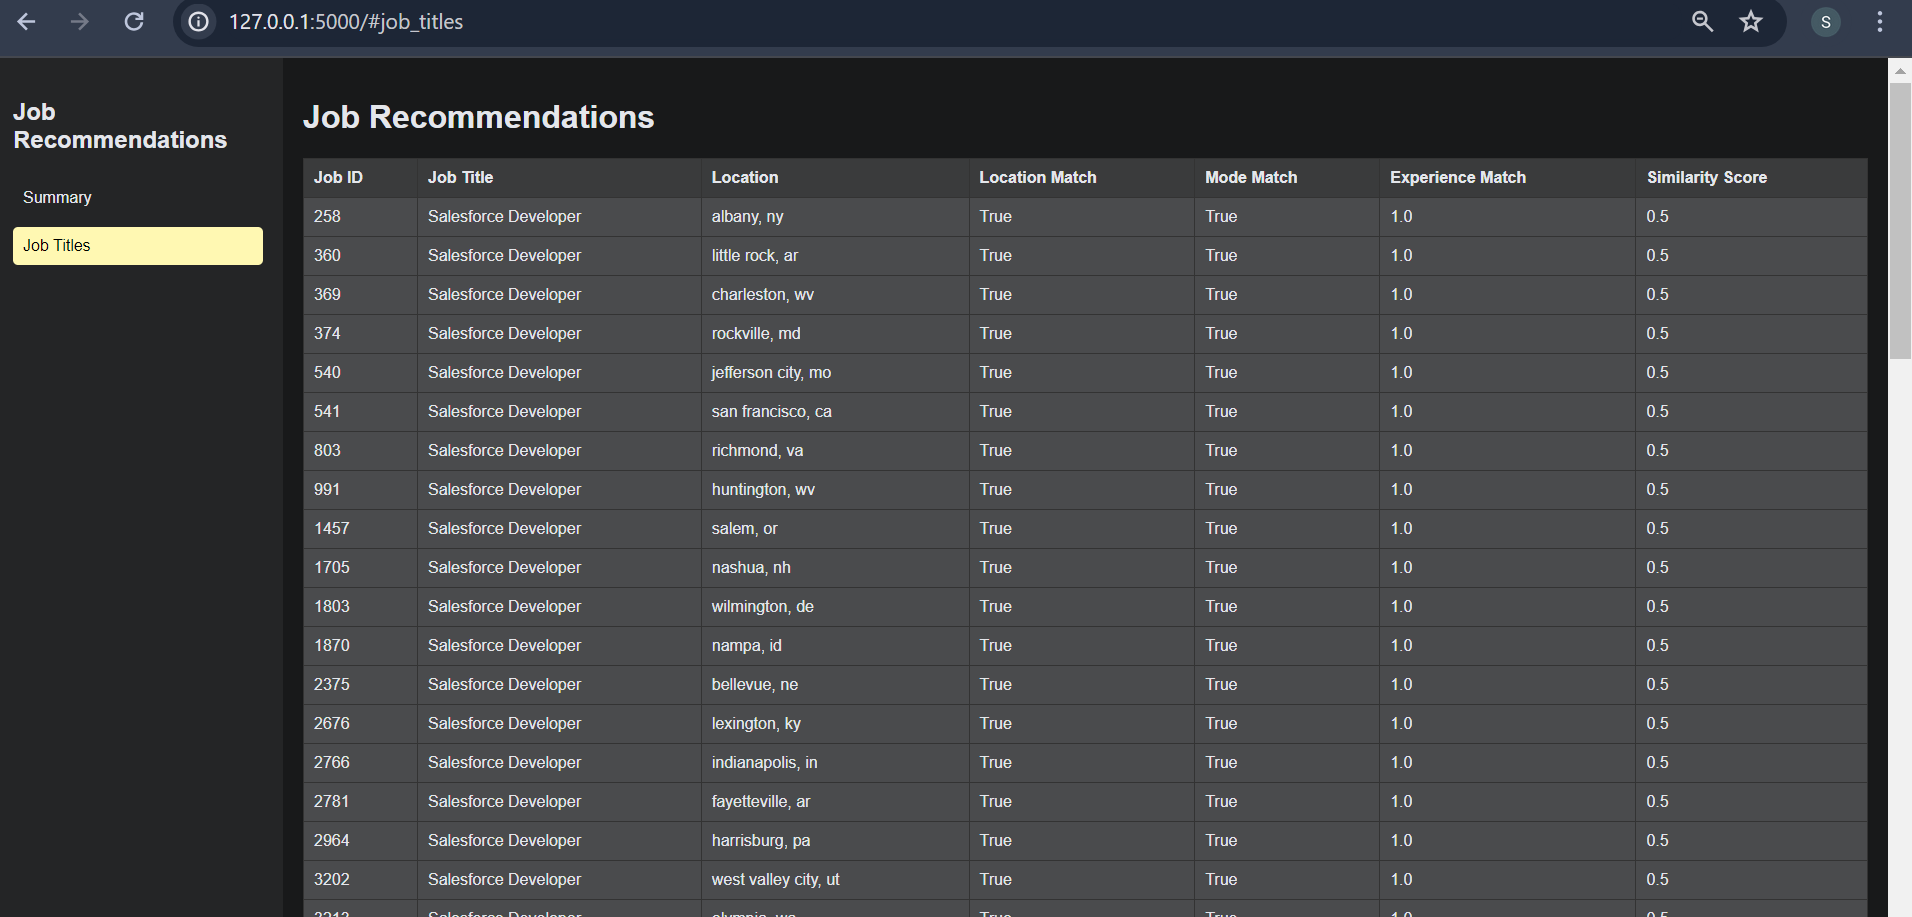 127.0.0.1:5000/#job_titles
S
Job
Recommendations
Summary
Job Titles
Job Recommendations
Job ID Job Title Location Location Match Mode Match Experience Match Similarity Score
258 Salesforce Developer albany, ny True True 1.0 0.5
360 Salesforce Developer little rock, ar True True 1.0 0.5
369 Salesforce Developer charleston, wv True True 1.0 0.5
374 Salesforce Developer rockville, md True True 1.0 0.5
540 Salesforce Developer jefferson city, mo True True 1.0 0.5
541 Salesforce Developer san francisco, ca True True 1.0 0.5
803 Salesforce Developer richmond, va True True 1.0 0.5
991 Salesforce Developer huntington, wv True True 1.0 0.5
1457 Salesforce Developer salem, or True True 1.0 0.5
1705 Salesforce Developer nashua, nh True True 1.0 0.5
1803 Salesforce Developer wilmington, de True True 1.0 0.5
1870 Salesforce Developer nampa, id True True 1.0 0.5
2375 Salesforce Developer bellevue, ne True True 1.0 0.5
2676 Salesforce Developer lexington, ky True True 1.0 0.5
2766 Salesforce Developer indianapolis, in True True 1.0 0.5
2781 Salesforce Developer fayetteville, ar True True 1.0 0.5
2964 Salesforce Developer harrisburg, pa True True 1.0 0.5
3202 Salesforce Developer west valley city, ut True True 1.0 0.5
Salesforce Developer True True 1.0 0.5